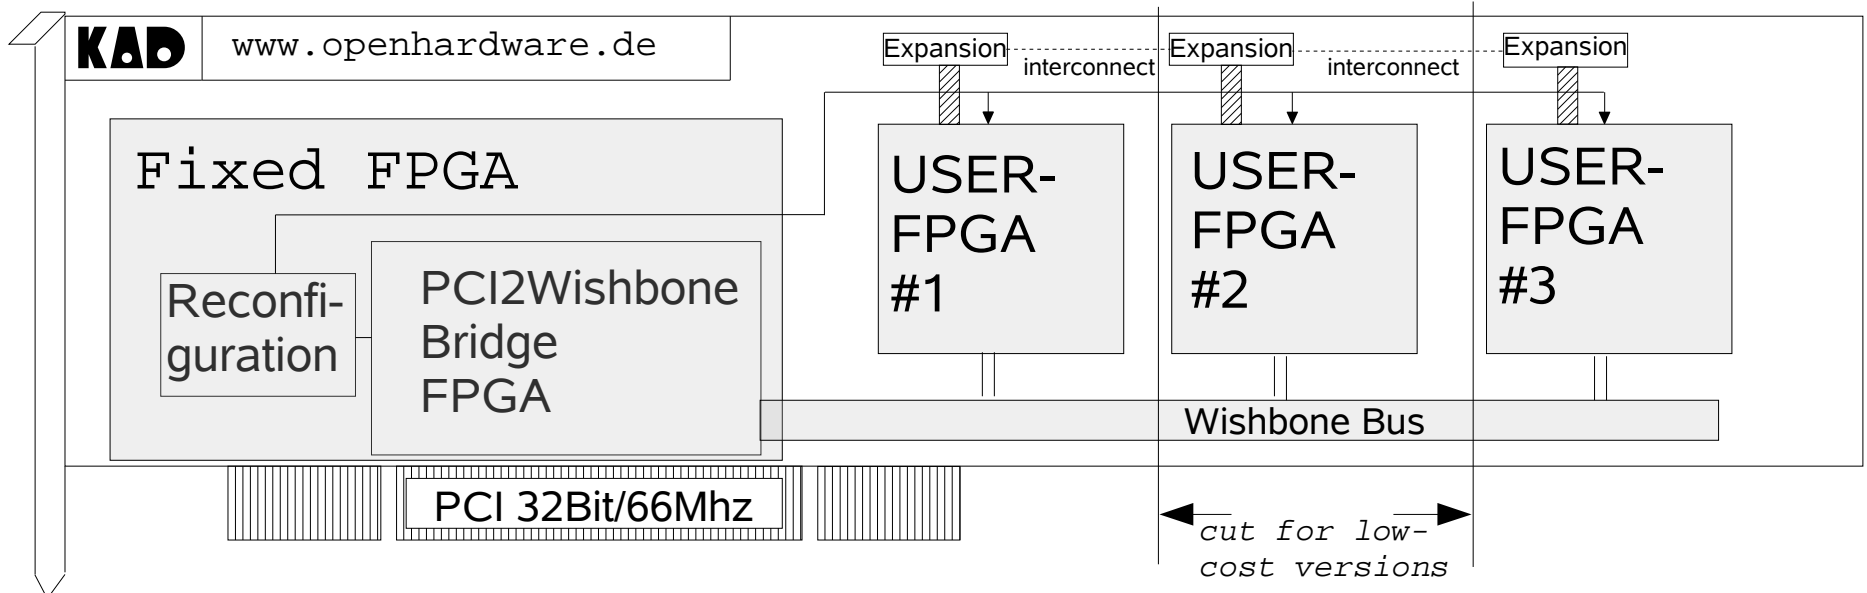 KAD
www.openhardware.de
Expansion
interconnect
Expansion
interconnect
Expansion
Fixed FPGA
Reconfi-
guration
PCI2Wishbone
Bridge
FPGA
USER-
FPGA
#1
USER-
FPGA
#2
USER-
FPGA
#3
Wishbone Bus
PCI 32Bit/66Mhz
cut for low-
cost versions